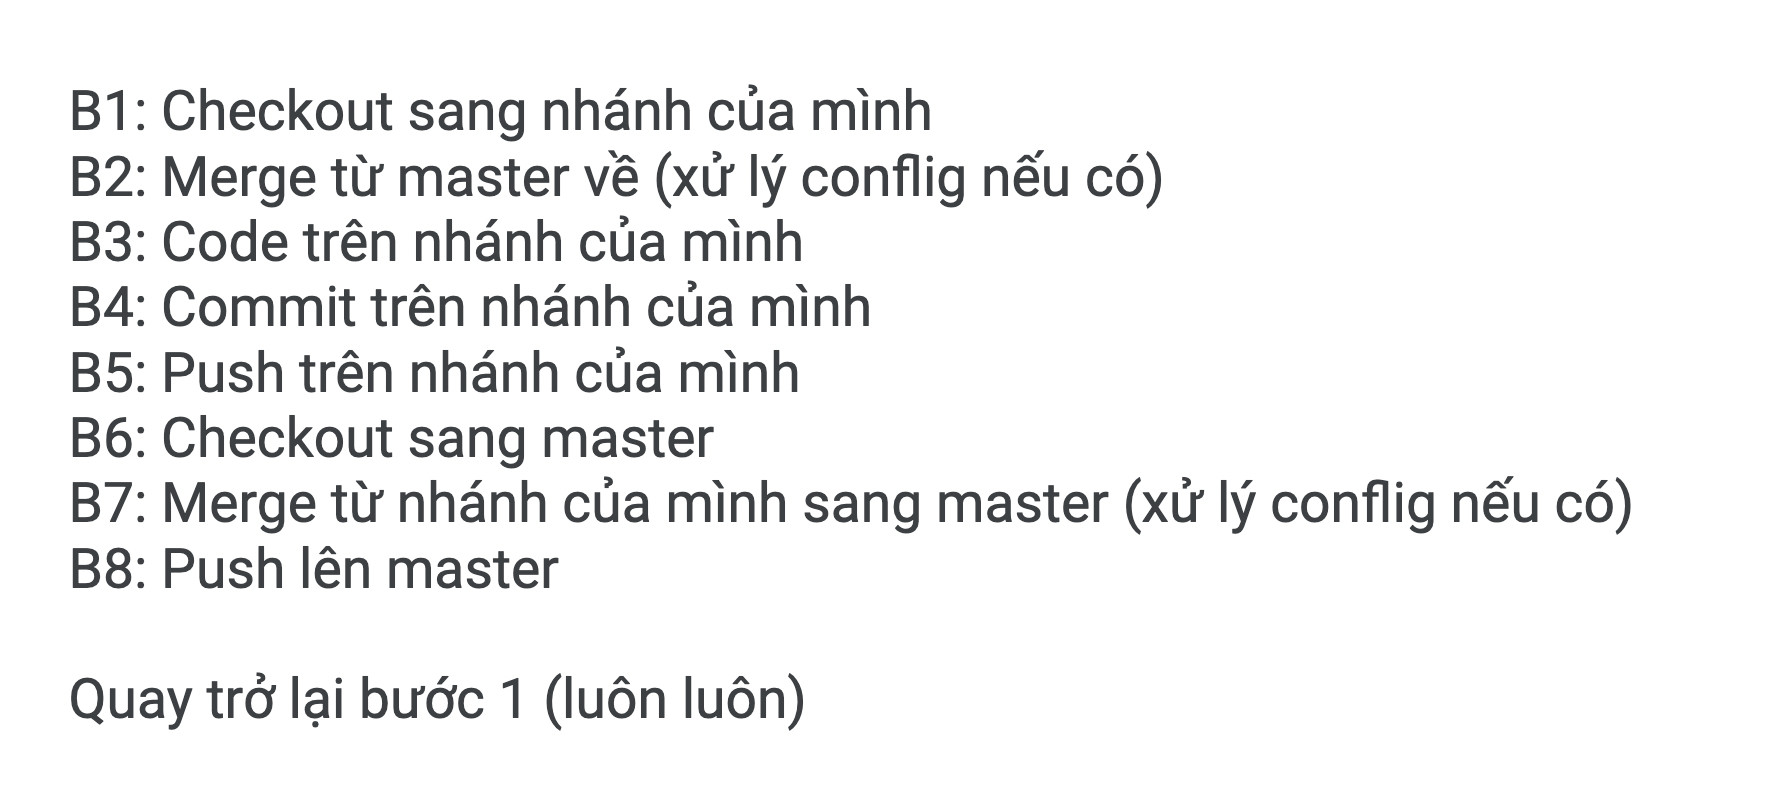 B1: Checkout sang nhánh của mình
B2: Merge từ master về (xử lý conflig nếu có)
B3: Code trên nhánh của mình
B4: Commit trên nhánh của mình
B5: Push trên nhánh của mình
B6: Checkout sang master
B7: Merge từ nhánh của mình sang master (xử lý conflig nếu có)
B8: Push lên master
Quay trở lại bước 1 (luôn luôn)